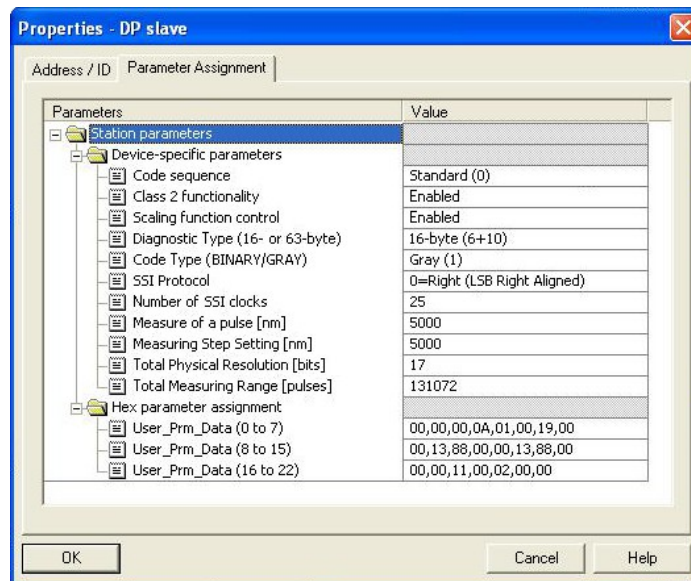 Properties - DP slave
Address / ID Parameter Assignment
Parameters Value
Station parameters
Device-specific parameters
Code sequence Standard (0)
Class 2 functionality Enabled
Scaling function control Enabled
Diagnostic Type (16- or 63-byte) 16-byte (6+10)
Code Type (BINARY/GRAY) Gray (1)
SSI Protocol 0=Right (LSB Right Aligned)
Number of SSI clocks 25
Measure of a pulse [nm] 5000
Measuring Step Setting [nm] 5000
Total Physical Resolution [bits] 17
Total Measuring Range [pulses] 131072
Hex parameter assignment
User_Prm_Data (0 to 7) 00,00,00,0A,01,00,19,00
User_Prm_Data (8 to 15) 00,13,88,00,00,13,88,00
User_Prm_Data (16 to 22) 00,00,11,00,02,00,00
OK Cancel Help